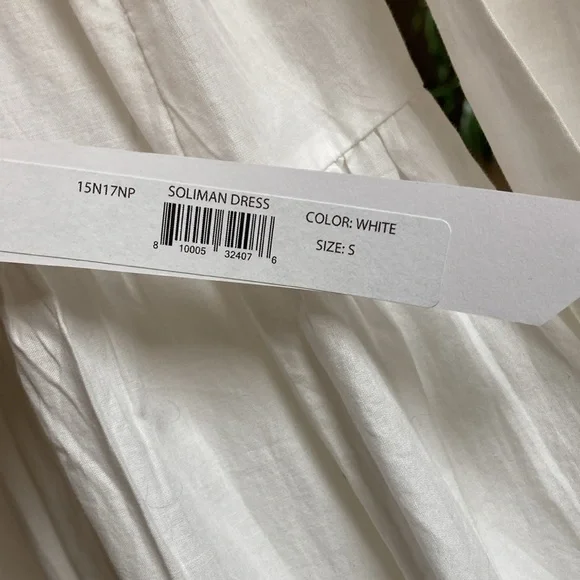 15N17NP SOLIMAN DRESS
COLOR: WHITE
8 10005 32407 6
SIZE: S